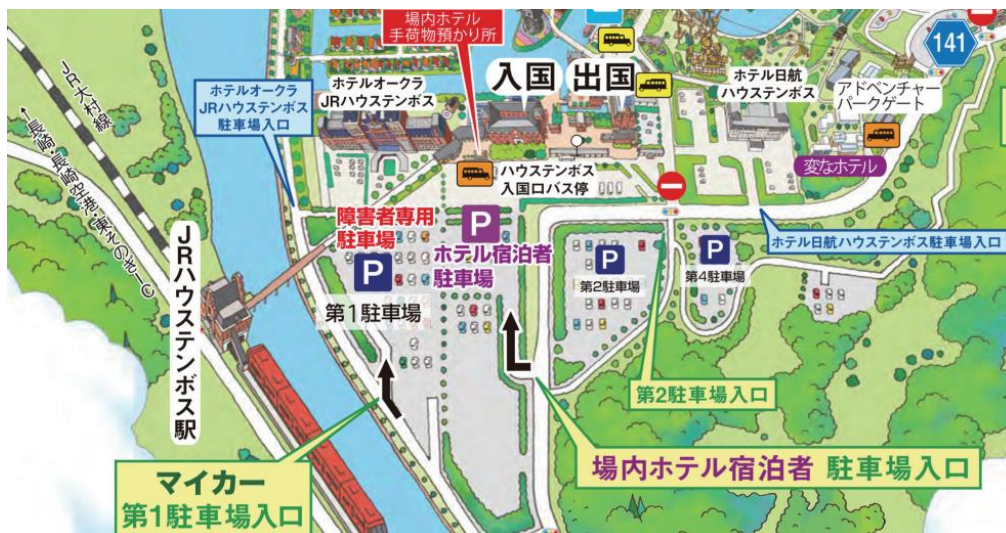 場内ホテル
手荷物預かり所
141
ホテルオークラ
JRハウステンボス
駐車場入口
ホテルオークラ
JRハウステンボス
入国
出国
ホテル日航
ハウステンボス
アドベンチャー
パークゲート
変なホテル
JR大村線
←長崎・長崎空港・東そのぎI.C
ハウステンボス
入国口バス停
障害者専用
駐車場
P
ホテル宿泊者
駐車場
P
第1駐車場
P
第2駐車場
P
第4駐車場
ホテル日航ハウステンボス駐車場入口
JRハウステンボス駅
第2駐車場入口
場内ホテル宿泊者 駐車場入口
マイカー
第1駐車場入口